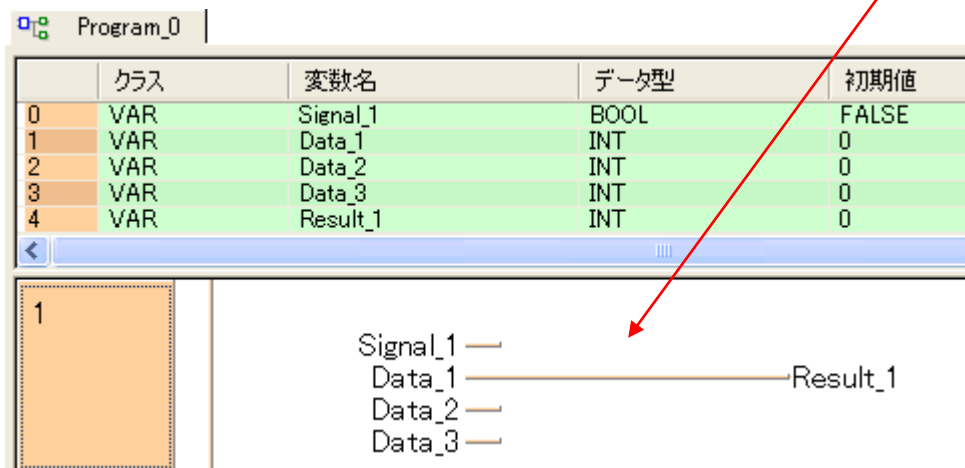 Program_0
クラス 変数名 データ型 初期値
0 VAR Signal_1 BOOL FALSE
1 VAR Data_1 INT 0
2 VAR Data_2 INT 0
3 VAR Data_3 INT 0
4 VAR Result_1 INT 0
1
Signal_1
Data_1 Result_1
Data_2
Data_3